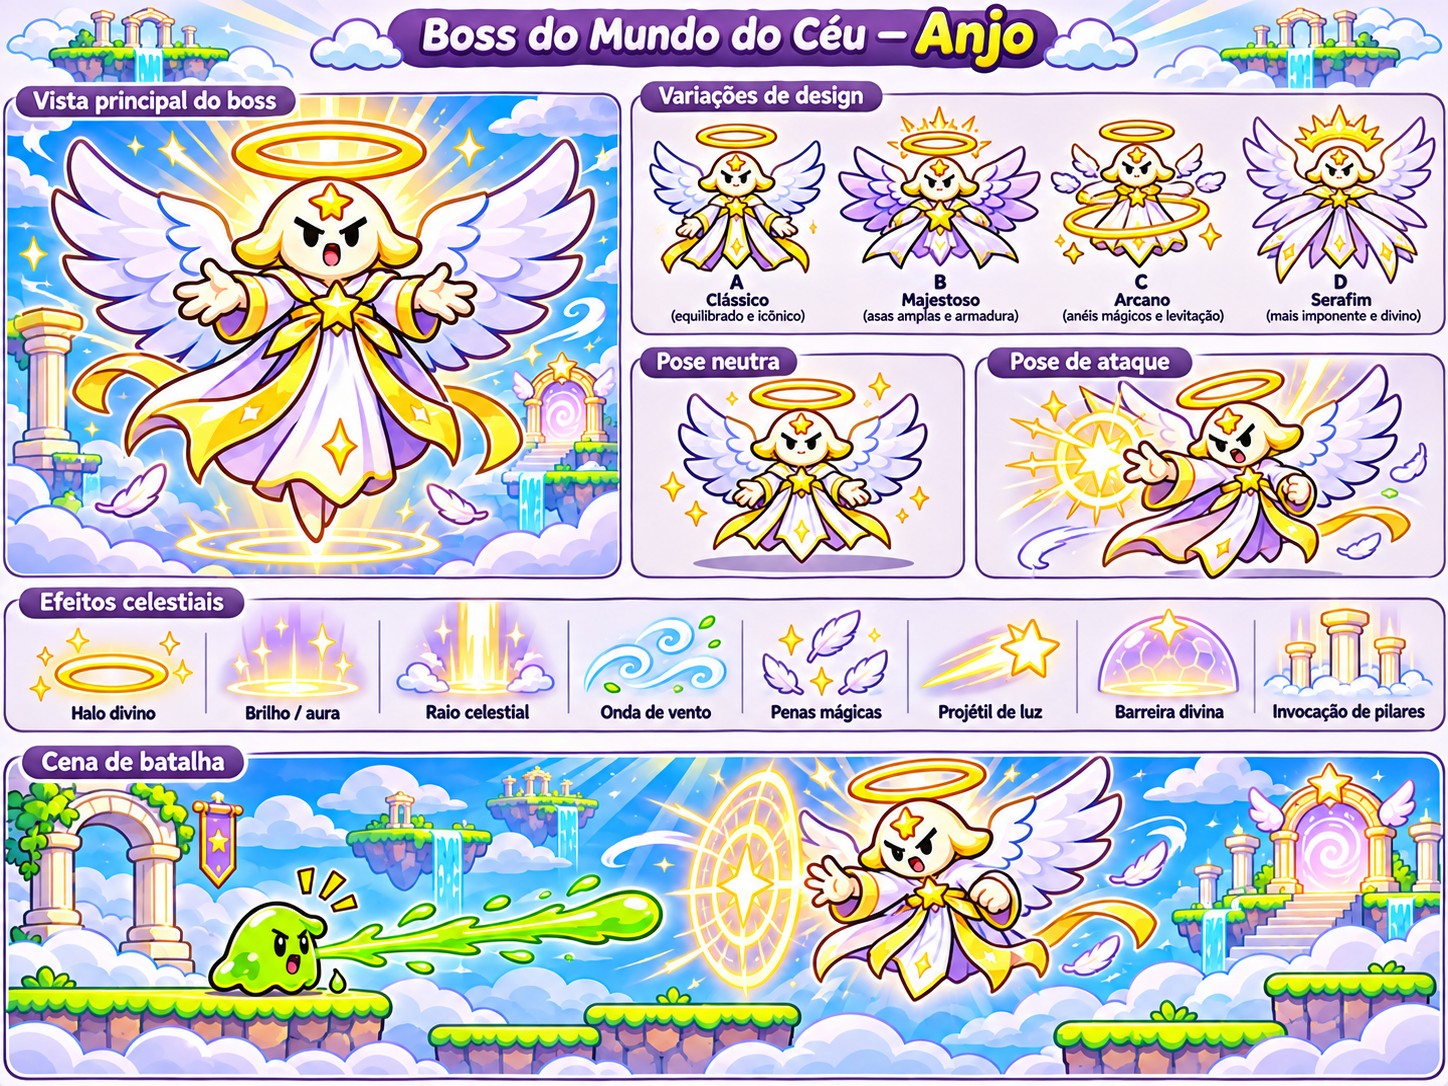 Boss do Mundo do Céu – Anjo
Vista principal do boss
Variações de design
A
Clássico
(equilibrado e icônico)
B
Majestoso
(asas amplas e armadura)
C
Arcano
(anéis mágicos e levitação)
D
Serafim
(mais imponente e divino)
Pose neutra
Pose de ataque
Efeitos celestiais
Halo divino
Brilho / aura
Raio celestial
Onda de vento
Penas mágicas
Projétil de luz
Barreira divina
Invocação de pilares
Cena de batalha